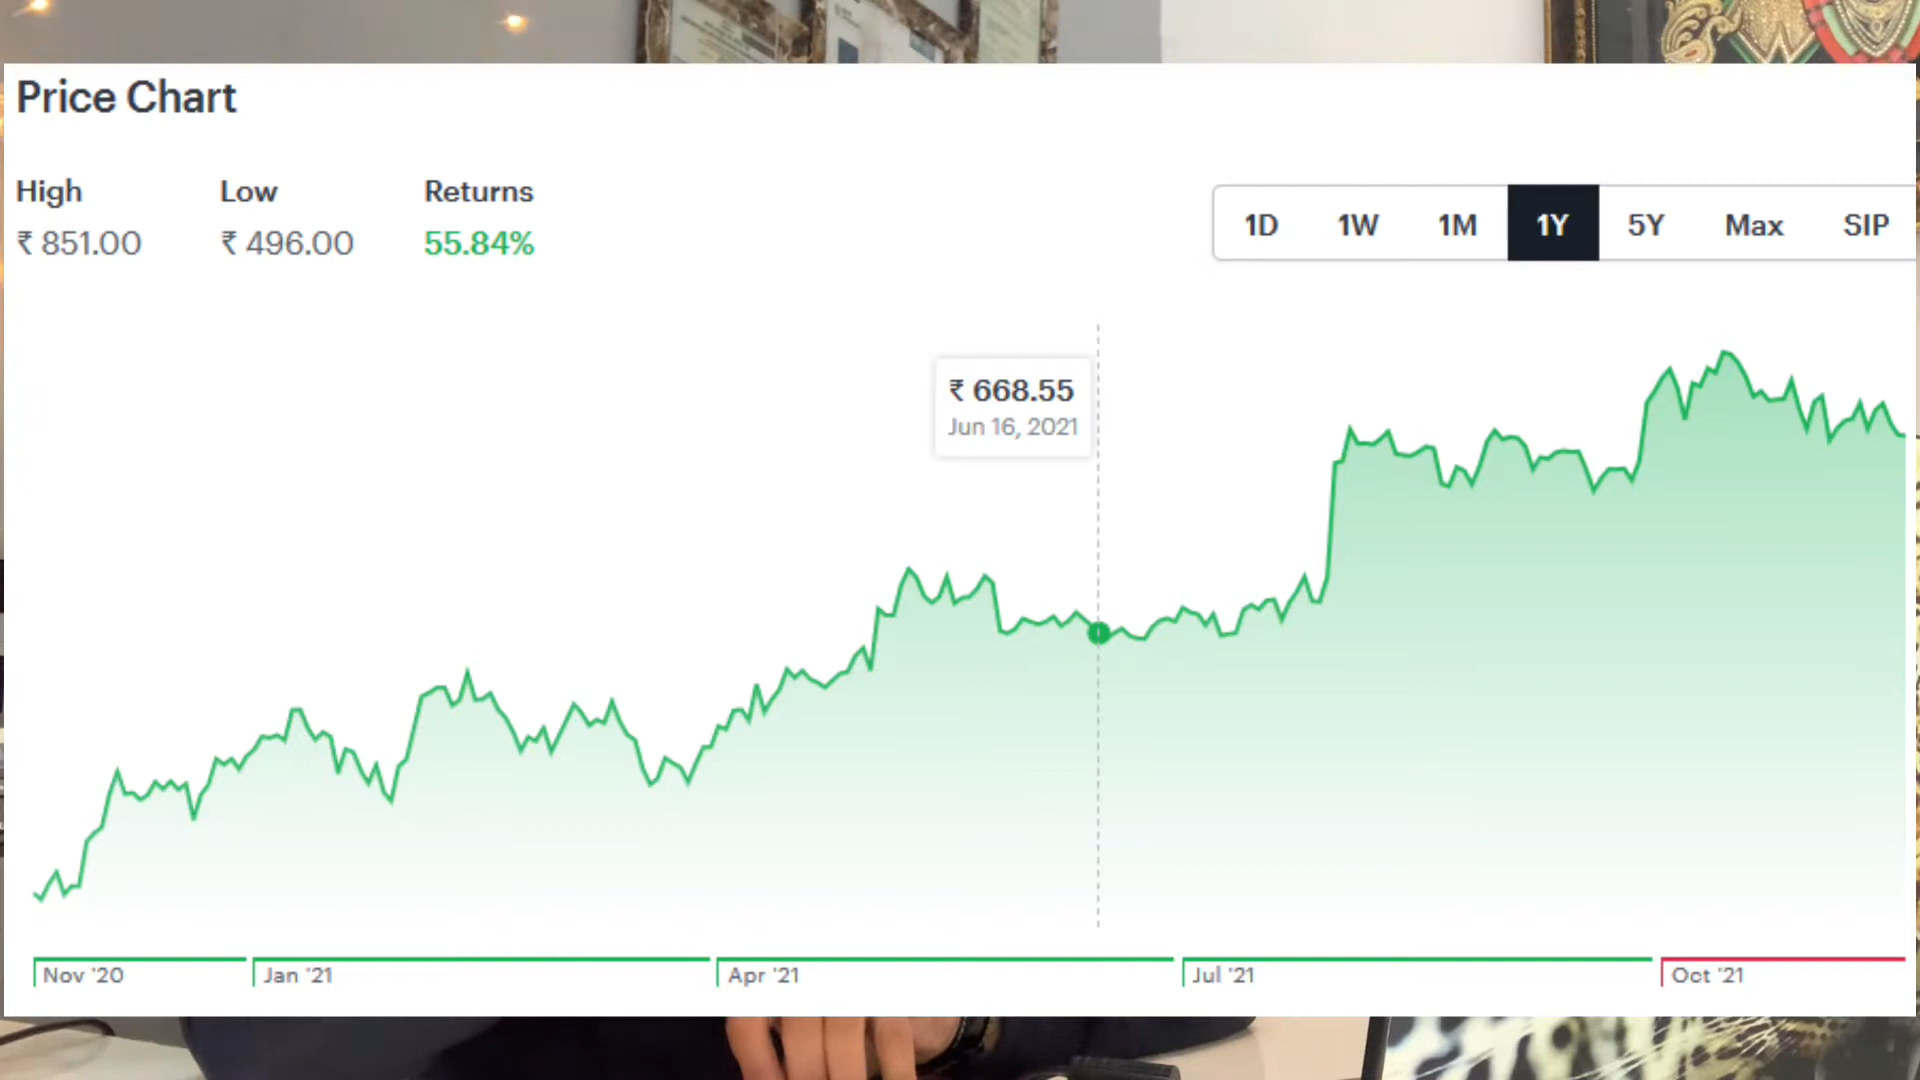 Price Chart
High Low Returns
₹ 851.00 ₹ 496.00 55.84%
1D 1W 1M 1Y 5Y Max SIP
₹ 668.55
Jun 16, 2021
Nov '20 Jan '21 Apr '21 Jul '21 Oct '21